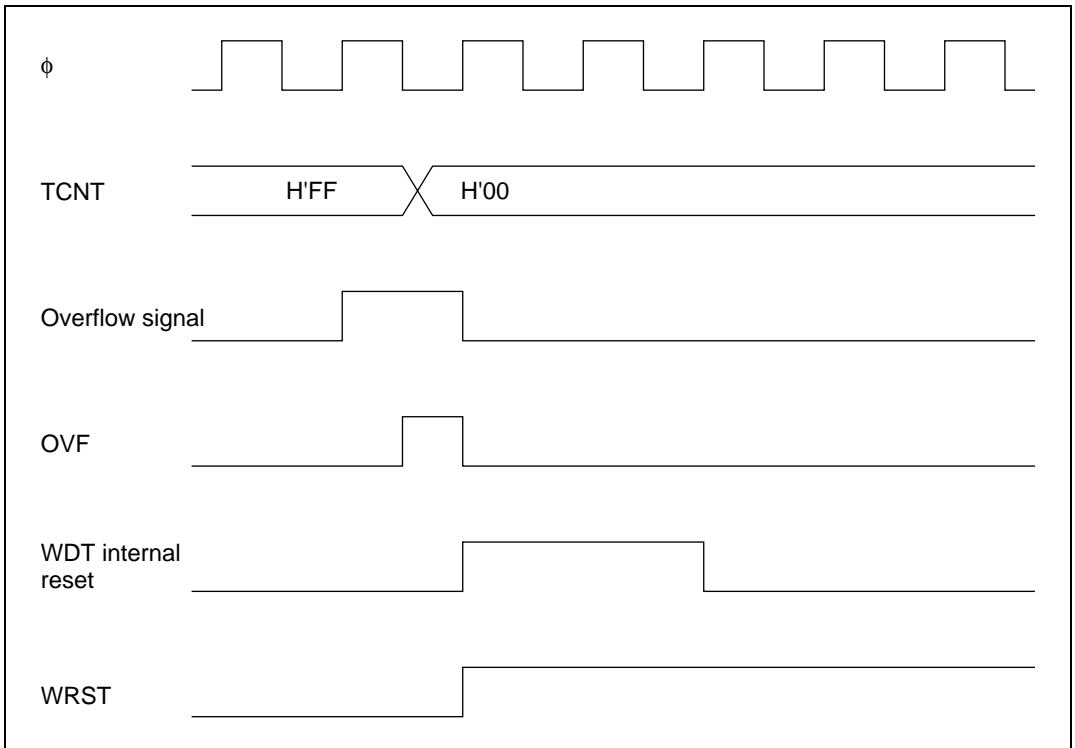 ϕ
TCNT
H'FF
H'00
Overflow signal
OVF
WDT internal
reset
WRST